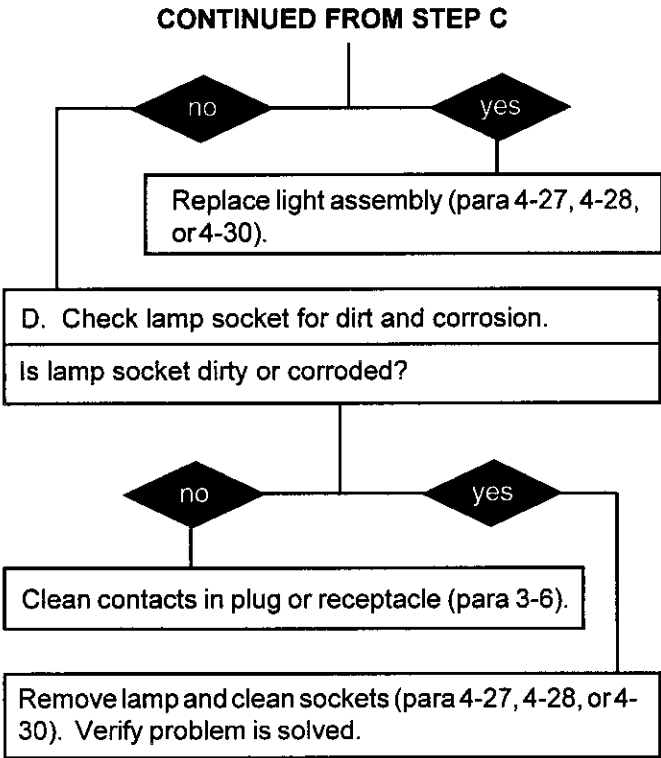 CONTINUED FROM STEP C
no
yes
Replace light assembly (para 4-27, 4-28,
or 4-30).
D. Check lamp socket for dirt and corrosion.
Is lamp socket dirty or corroded?
no
yes
Clean contacts in plug or receptacle (para 3-6).
Remove lamp and clean sockets (para 4-27, 4-28, or 4-
30). Verify problem is solved.